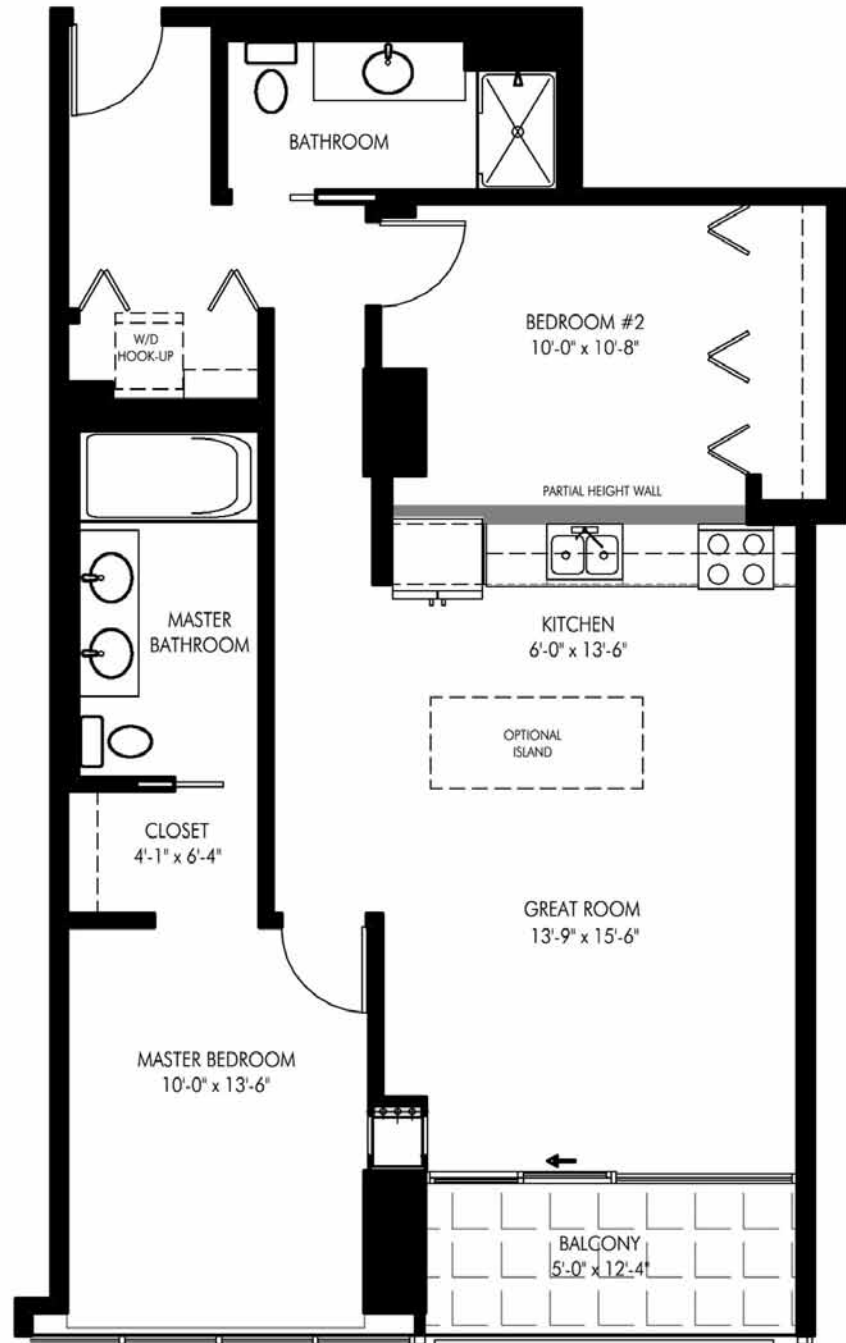 BATHROOM
BEDROOM #2
10'-0" x 10'-8"
W/D
HOOK-UP
PARTIAL HEIGHT WALL
MASTER
BATHROOM
KITCHEN
6'-0" x 13'-6"
OPTIONAL
ISLAND
CLOSET
4'-1" x 6'-4"
GREAT ROOM
13'-9" x 15'-6"
MASTER BEDROOM
10'-0" x 13'-6"
BALCONY
5'-0" x 12'-4"